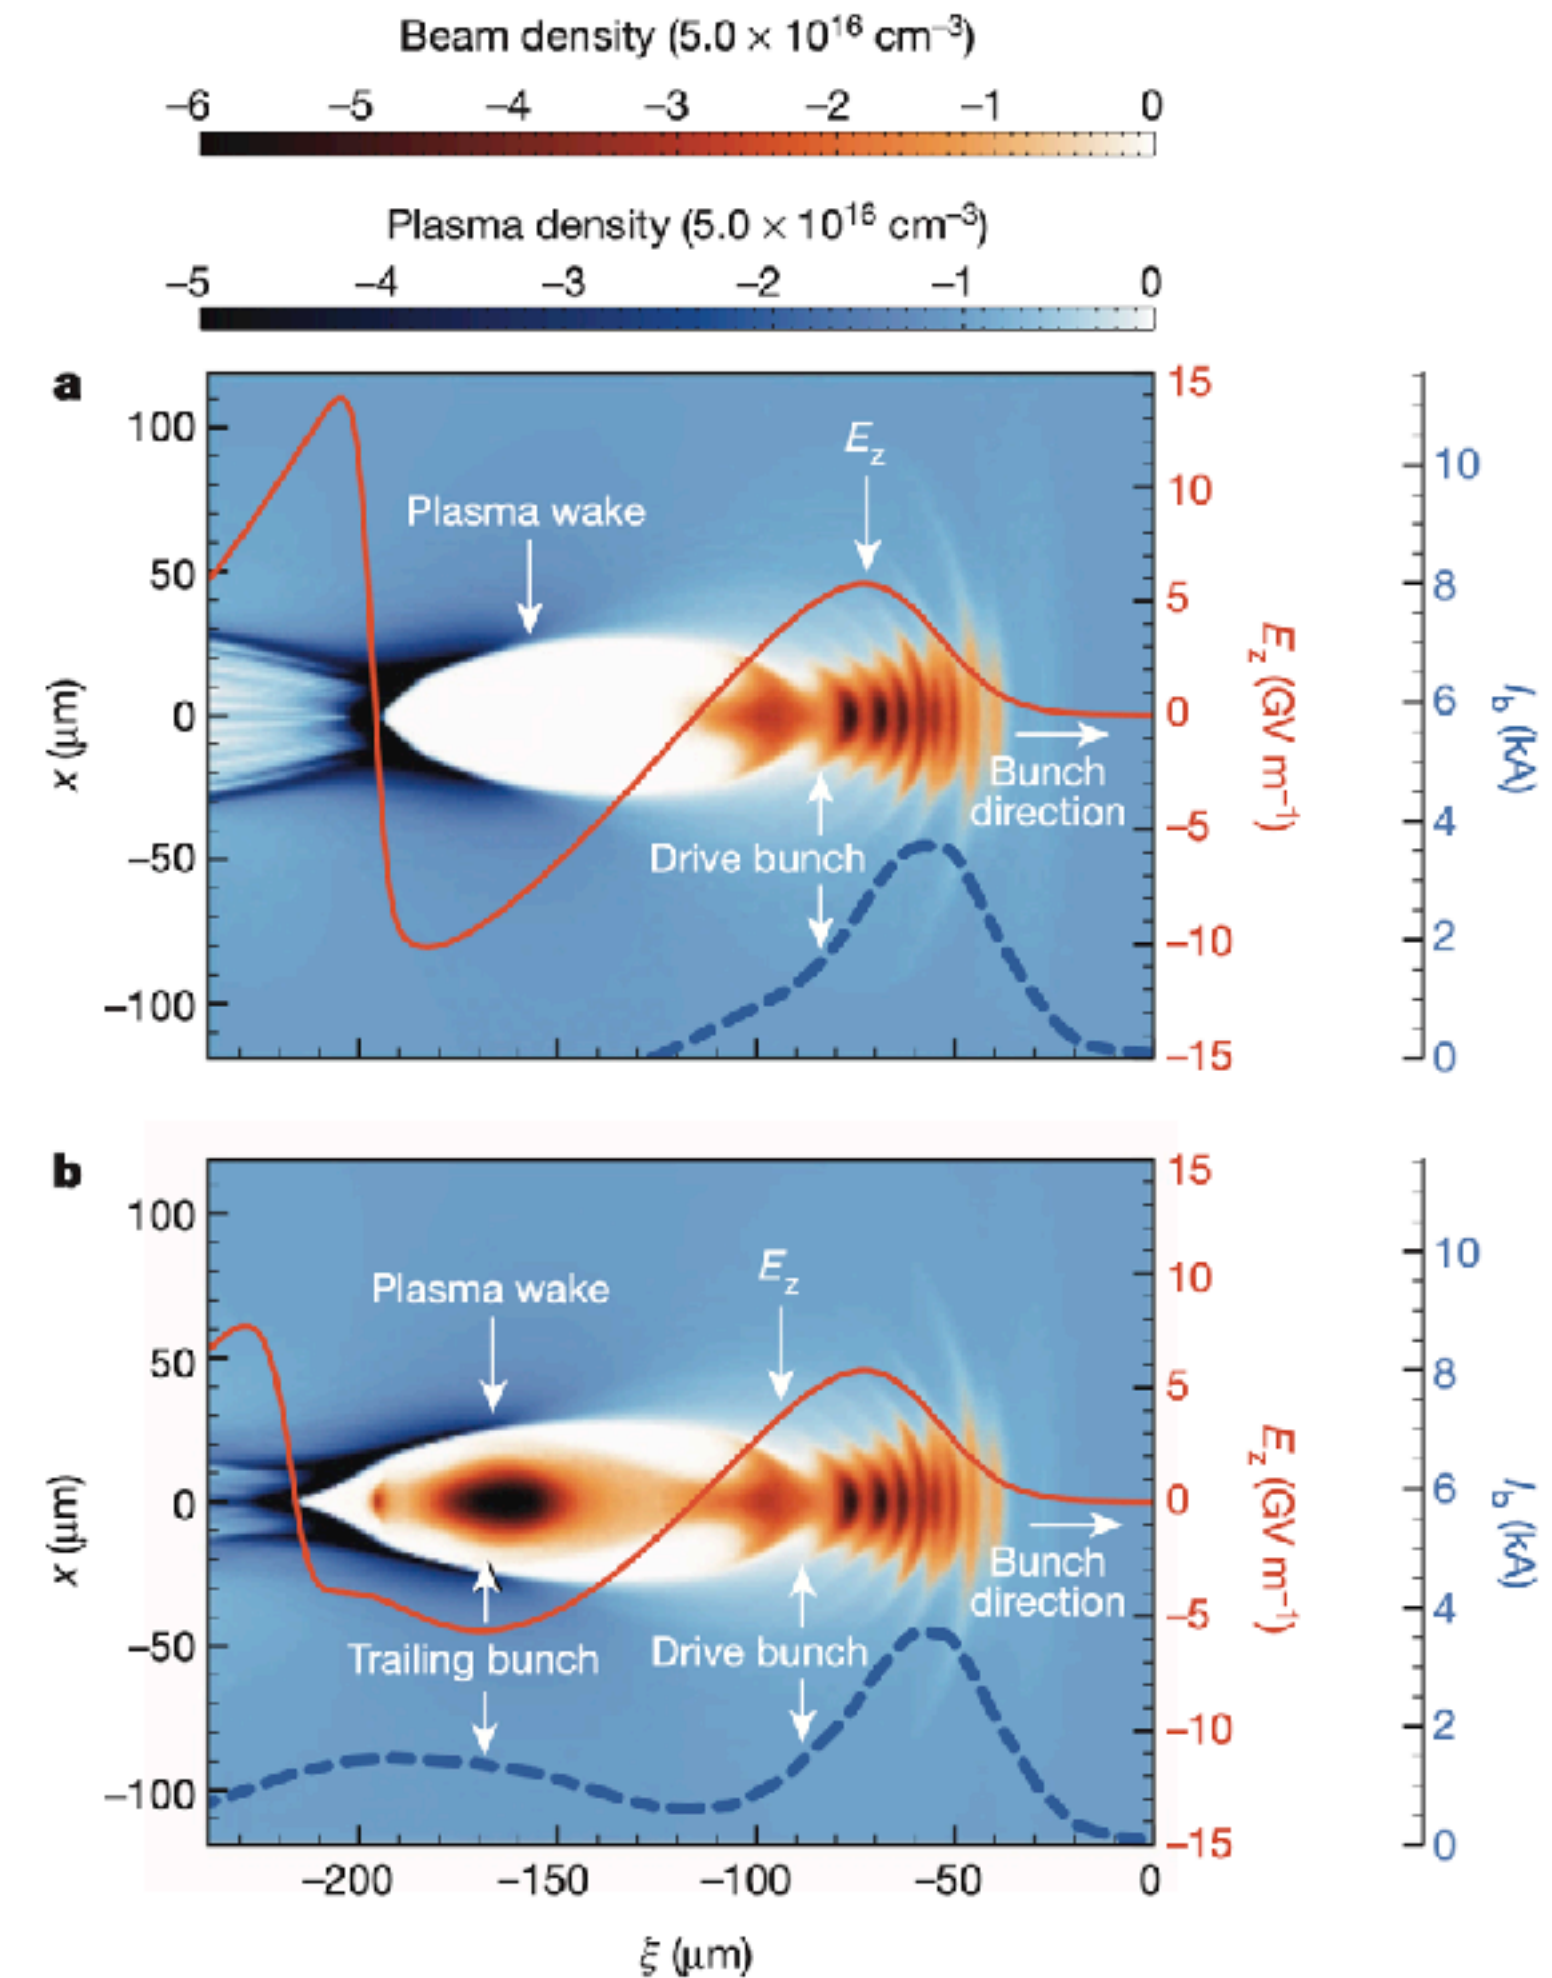 Beam density (5.0 × 10¹⁶ cm⁻³)
–6 –5 –4 –3 –2 –1 0
Plasma density (5.0 × 10¹⁶ cm⁻³)
–5 –4 –3 –2 –1 0
a
100
50
0
–50
–100
x (μm)
Plasma wake
E_z
Drive bunch
Bunch
direction
15
10
5
0
–5
–10
–15
E_z (GV m⁻¹)
10
8
6
4
2
0
I_b (kA)
b
100
50
0
–50
–100
x (μm)
Plasma wake
E_z
Trailing bunch
Drive bunch
Bunch
direction
15
10
5
0
–5
–10
–15
E_z (GV m⁻¹)
10
8
6
4
2
0
I_b (kA)
–200 –150 –100 –50 0
ξ (μm)